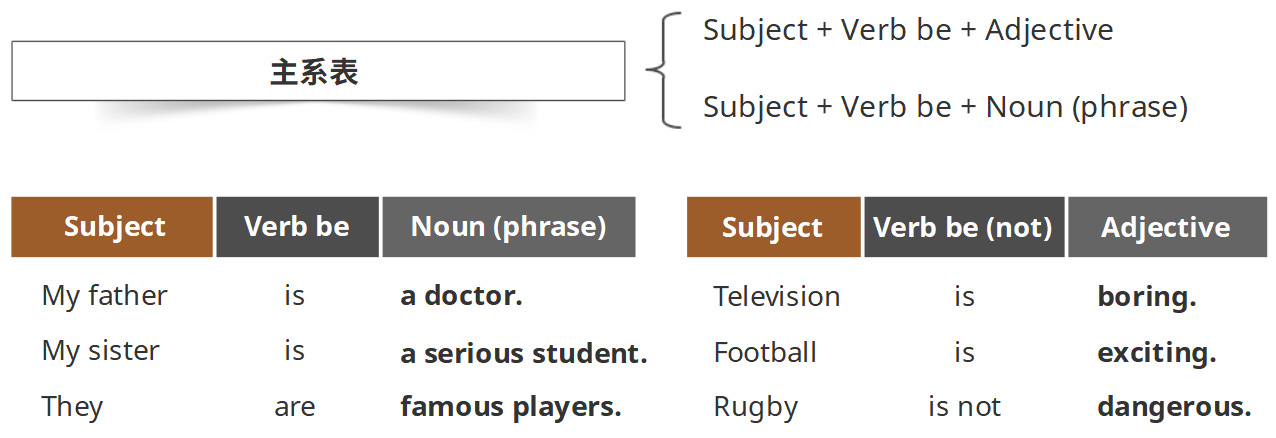 主系表
Subject + Verb be + Adjective
Subject + Verb be + Noun (phrase)
Subject Verb be Noun (phrase)
My father is a doctor.
My sister is a serious student.
They are famous players.
Subject Verb be (not) Adjective
Television is boring.
Football is exciting.
Rugby is not dangerous.